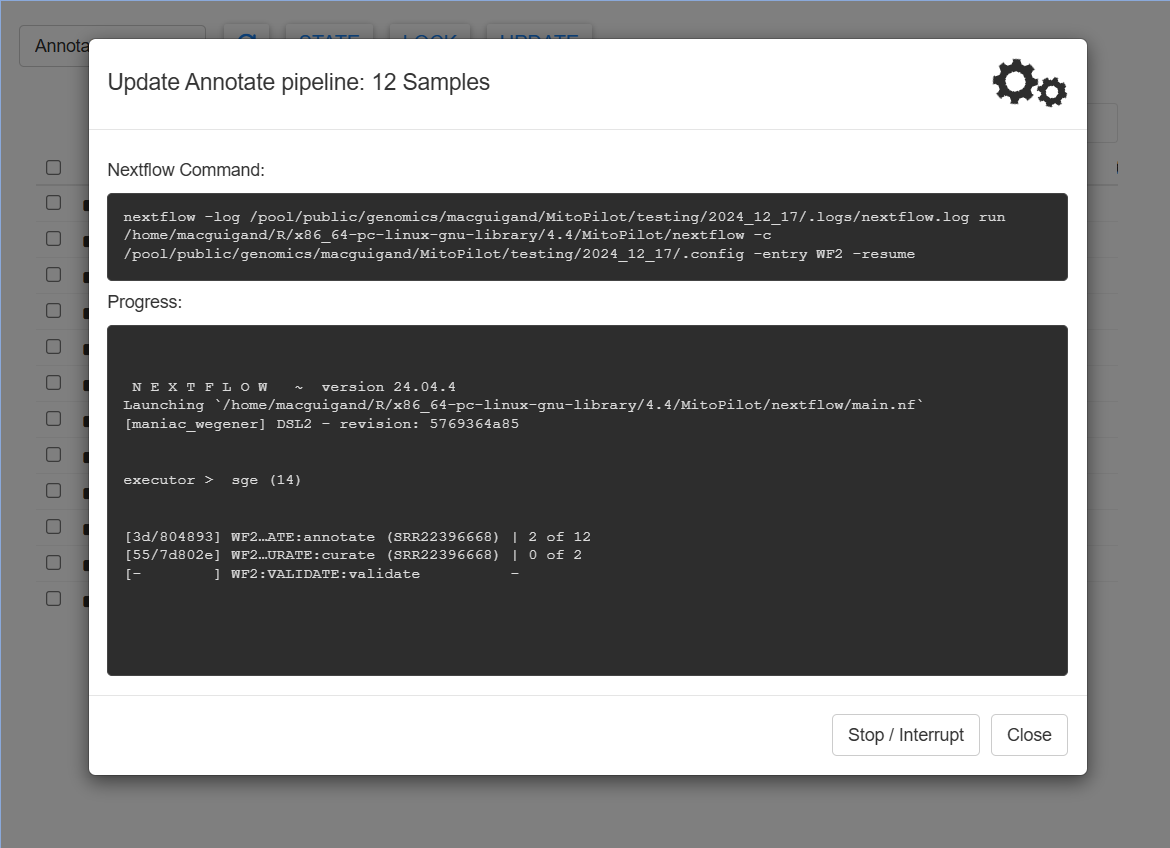 Annota
STATE
LOCK
UPDATE
Update Annotate pipeline: 12 Samples
Nextflow Command:
nextflow -log /pool/public/genomics/macguigand/MitoPilot/testing/2024_12_17/.logs/nextflow.log run
/home/macguigand/R/x86_64-pc-linux-gnu-library/4.4/MitoPilot/nextflow -c
/pool/public/genomics/macguigand/MitoPilot/testing/2024_12_17/.config -entry WF2 -resume
Progress:
N E X T F L O W   ~  version 24.04.4
Launching `/home/macguigand/R/x86_64-pc-linux-gnu-library/4.4/MitoPilot/nextflow/main.nf`
[maniac_wegener] DSL2 - revision: 5769364a85
executor >  sge (14)
[3d/804893] WF2…ATE:annotate (SRR22396668) | 2 of 12
[55/7d802e] WF2…URATE:curate (SRR22396668) | 0 of 2
[-        ] WF2:VALIDATE:validate          -
Stop / Interrupt
Close